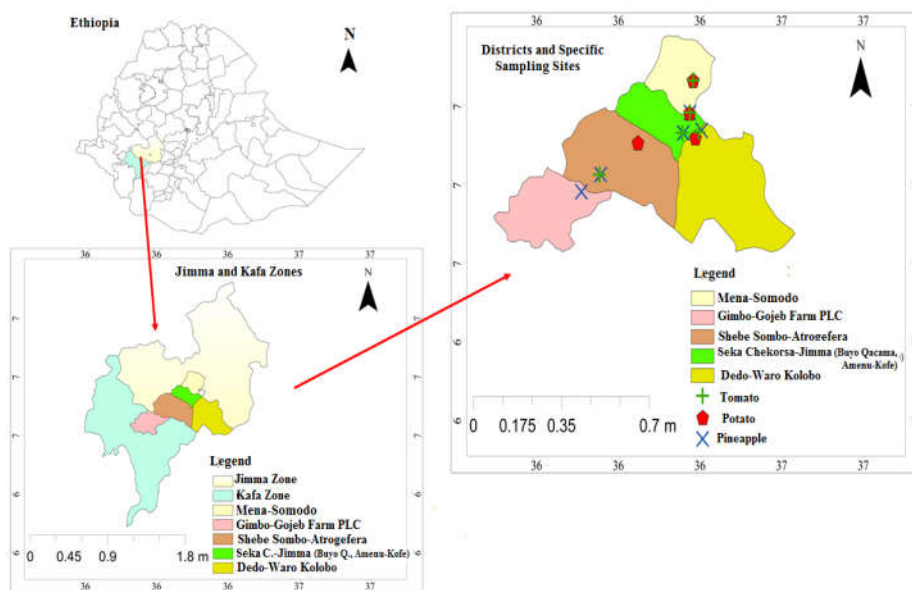 Ethiopia
N
36 36 36 37 37
Districts and Specific
Sampling Sites
N
7
7
7
6
6
Legend
Mena-Somodo
Gimbo-Gojeb Farm PLC
Shebe Sombo-Atrogefera
Seka Chekorsa-Jimma (Buyo Qacama,
Amenu-Kofe)
Dedo-Waro Kolobo
Tomato
Potato
Pineapple
0 0.175 0.35 0.7 m
36 36 36 37 37
36 36 36 37 37
Jimma and Kafa Zones
N
7
7
7
6
6
Legend
Jimma Zone
Kafa Zone
Mena-Somodo
Gimbo-Gojeb Farm PLC
Shebe Sombo-Atrogefera
Seka C.-Jimma (Buyo Q., Amenu-Kofe)
Dedo-Waro Kolobo
0 0.45 0.9 1.8 m
36 36 36 37 37